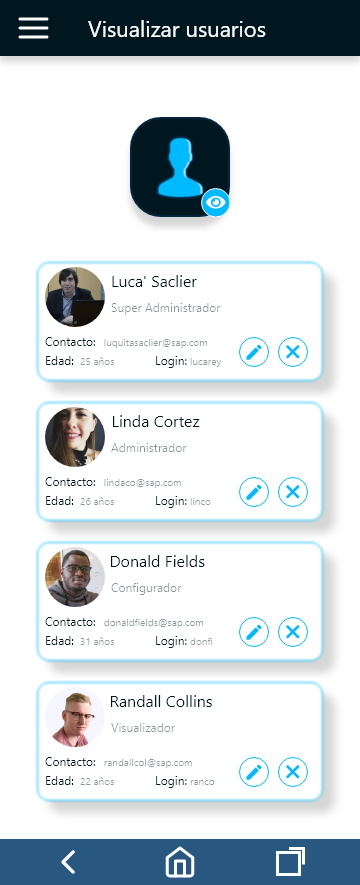 Visualizar usuarios
Luca' Saclier
Super Administrador
Contacto: luquitasaclier@sap.com
Edad: 25 años Login: lucarey
Linda Cortez
Administrador
Contacto: lindaco@sap.com
Edad: 26 años Login: linco
Donald Fields
Configurador
Contacto: donaldfields@sap.com
Edad: 31 años Login: donfi
Randall Collins
Visualizador
Contacto: randallcol@sap.com
Edad: 22 años Login: ranco